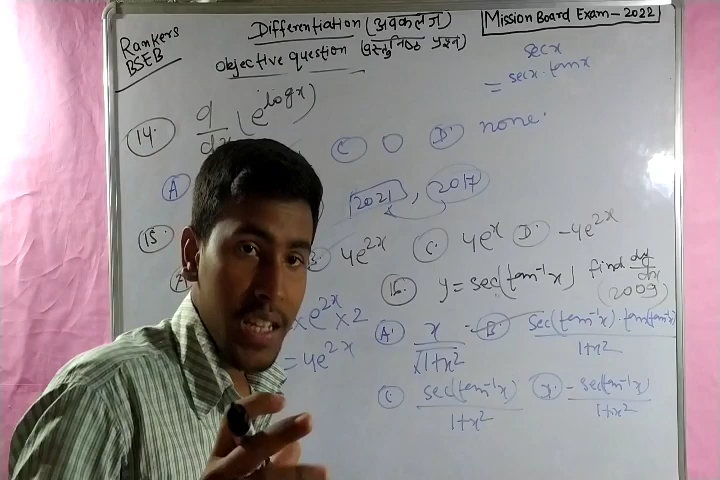 Rankers
BSEB
Differentiation (अवकलज)
Mission Board Exam - 2022
Objective question (वस्तुनिष्ठ प्रश्न)
sec x
= sec x · tan x
14. d/dx (e^log x)
A
C 0 D. none.
2021, 2017
15.
B. 4e^2x C. 4e^x D. -4e^2x
(A
× e^2x × 2
= 4e^2x
16. y = sec(tan⁻¹x) find dy/dx
(2009)
A. x/√1+x² B. sec(tan⁻¹x) · tan(tan⁻¹x)/1+x²
C sec(tan⁻¹x)/1+x² - sec(tan⁻¹x)/1+x²